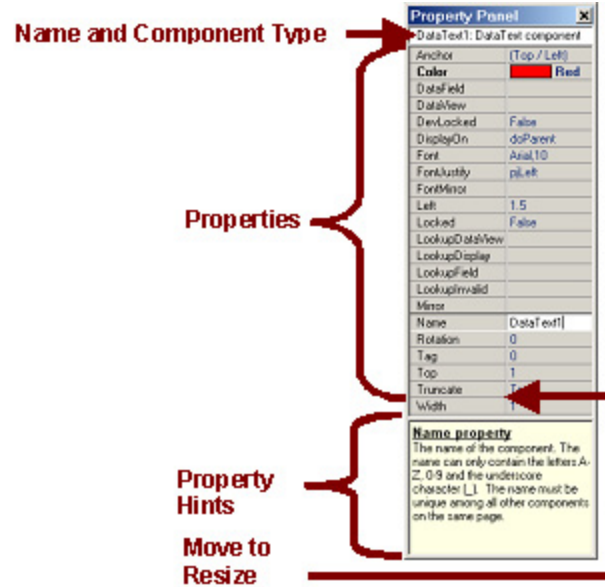 Property Panel
Name and Component Type
DataText1: DataText component
Anchor (Top / Left)
Color Red
DataField
DataView
DevLocked False
DisplayOn doParent
Font Arial,10
FontJustify pjLeft
FontMirror
Left 1.5
Properties
Locked False
LookupDataView
LookupDisplay
LookupField
LookupInvalid
Mirror
Name DataText1
Rotation 0
Tag 0
Top 1
Truncate
Width 1
Property Hints
Name property
The name of the component. The
name can only contain the letters A-
Z, 0-9 and the underscore
character (_). The name must be
unique among all other components
on the same page.
Move to
Resize